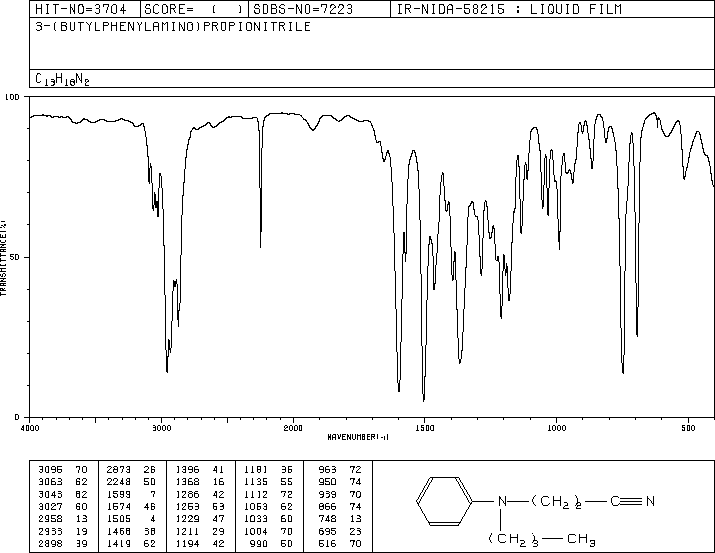 HIT-NO=3704 SCORE= ( ) SDBS-NO=7223 IR-NIDA-58215 : LIQUID FILM
3-(BUTYLPHENYLAMINO)PROPIONITRILE
C13H18N2
100
50
0
TRANSMITTANCE(%)
4000 3000 2000 1500 1000 500
WAVENUMBER(-1)
3095 70 2873 26 1396 41 1181 36 963 72
3063 62 2248 50 1368 16 1135 55 950 74
3043 62 1599 7 1286 42 1112 72 939 70
3027 60 1574 46 1253 53 1053 62 866 74
2958 13 1505 4 1229 47 1033 60 748 13
2933 19 1468 38 1211 29 1004 70 695 23
2898 39 1419 62 1194 42 990 50 516 70
N (CH2)2 C N
(CH2)3 CH3